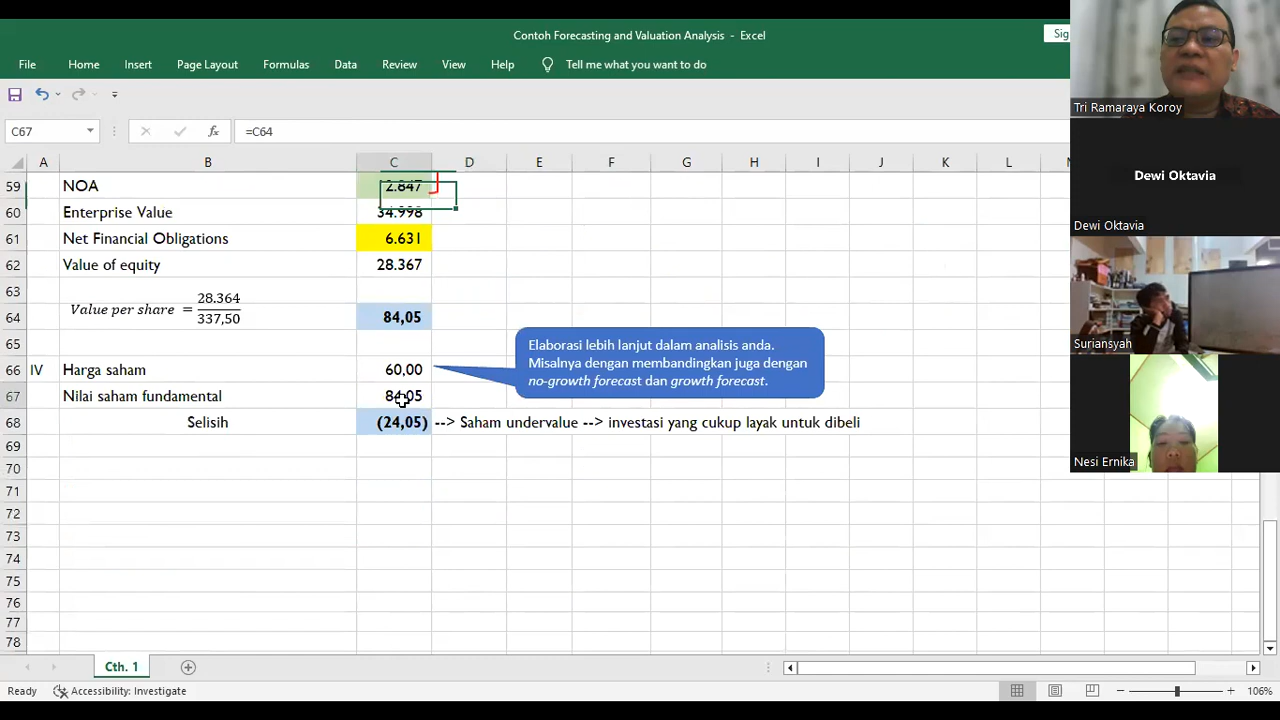 Contoh Forecasting and Valuation Analysis - Excel
Sig
File Home Insert Page Layout Formulas Data Review View Help Tell me what you want to do
C67 fx =C64
A B C D E F G H I J K L
59 NOA 2.847
60 Enterprise Value 34.998
61 Net Financial Obligations 6.631
62 Value of equity 28.367
63
Value per share = 28.364 / 337,50
64 84,05
65
66 IV Harga saham 60,00
67 Nilai saham fundamental 84,05
68 Selisih (24,05) --> Saham undervalue --> investasi yang cukup layak untuk dibeli
69
70
71
72
73
74
75
76
77
78
Elaborasi lebih lanjut dalam analisis anda.
Misalnya dengan membandingkan juga dengan
no-growth forecast dan growth forecast.
Cth. 1
Ready Accessibility: Investigate 106%
Tri Ramaraya Koroy
Dewi Oktavia
Dewi Oktavia
Suriansyah
Nesi Ernika